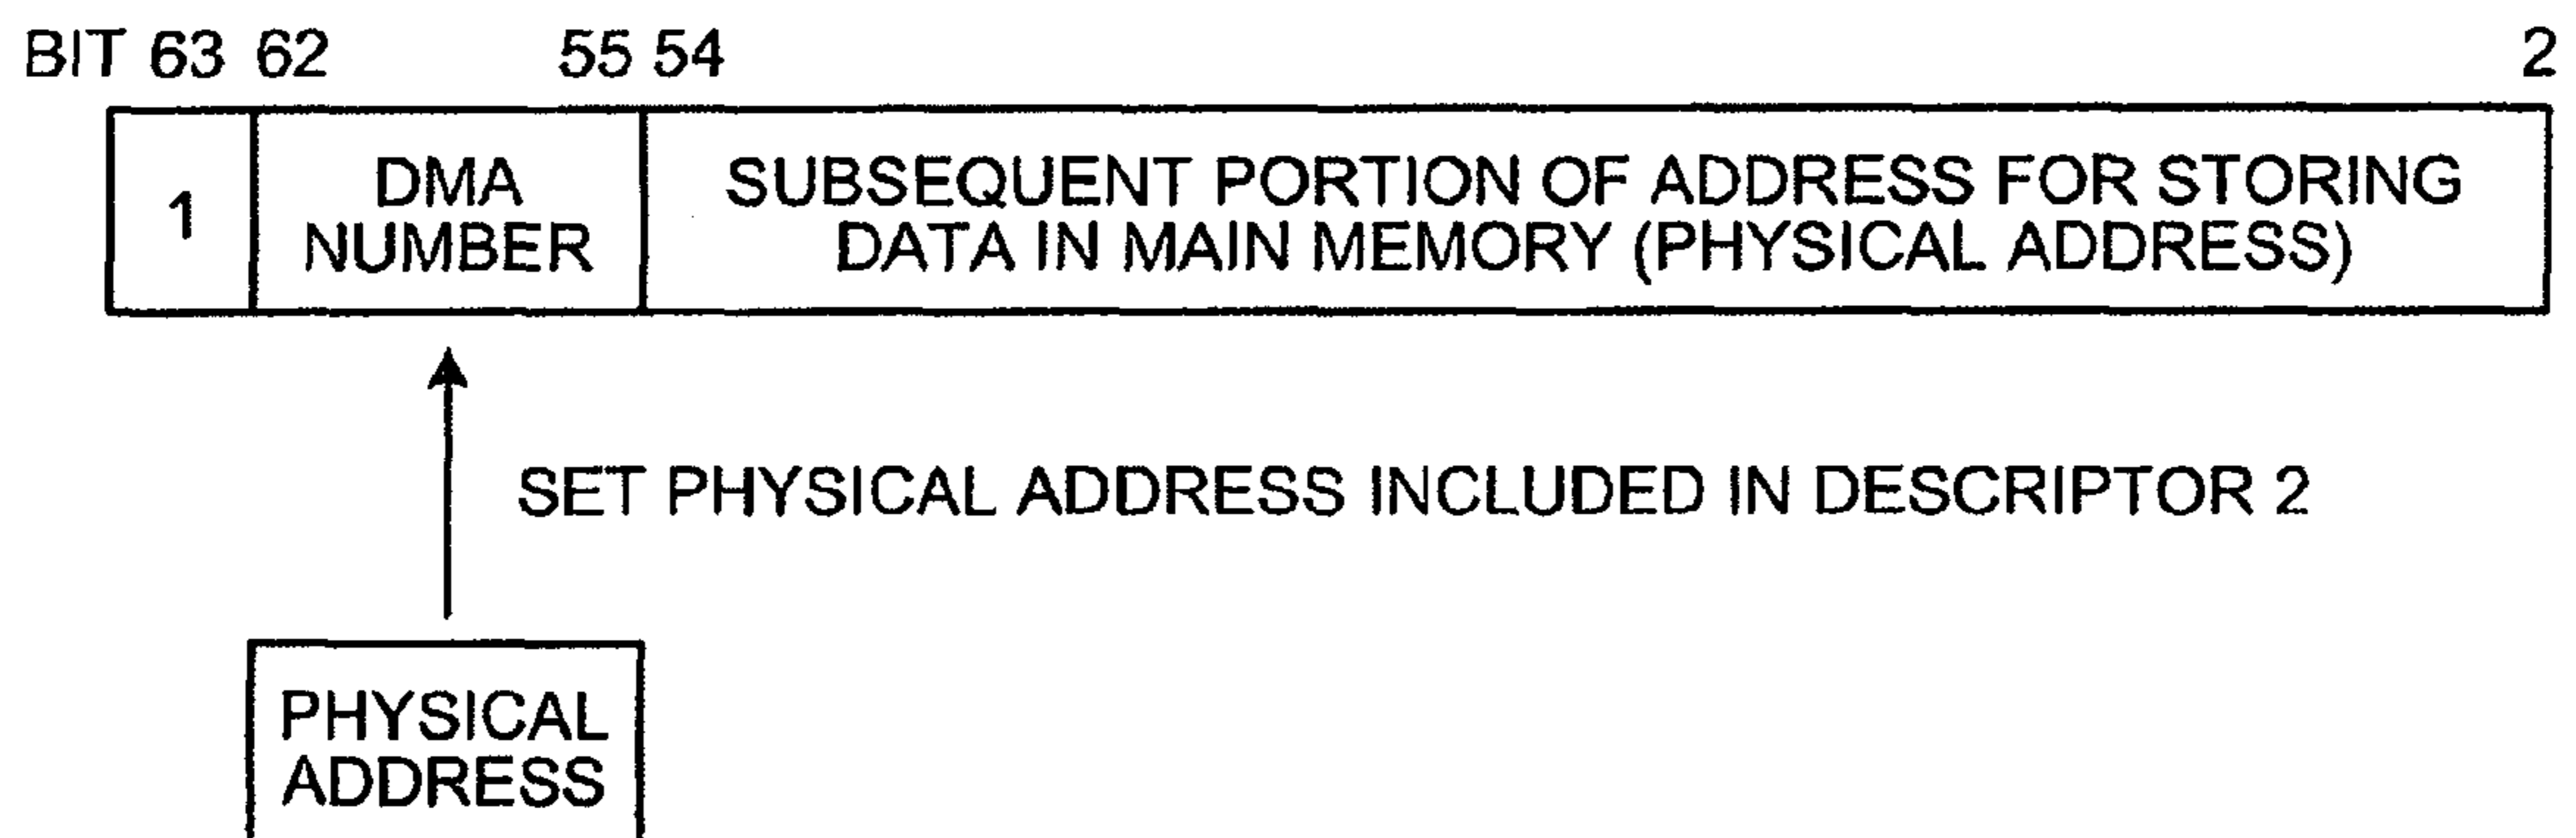 BIT 63 62 55 54 2
1
DMA
NUMBER
SUBSEQUENT PORTION OF ADDRESS FOR STORING
DATA IN MAIN MEMORY (PHYSICAL ADDRESS)
SET PHYSICAL ADDRESS INCLUDED IN DESCRIPTOR 2
PHYSICAL
ADDRESS